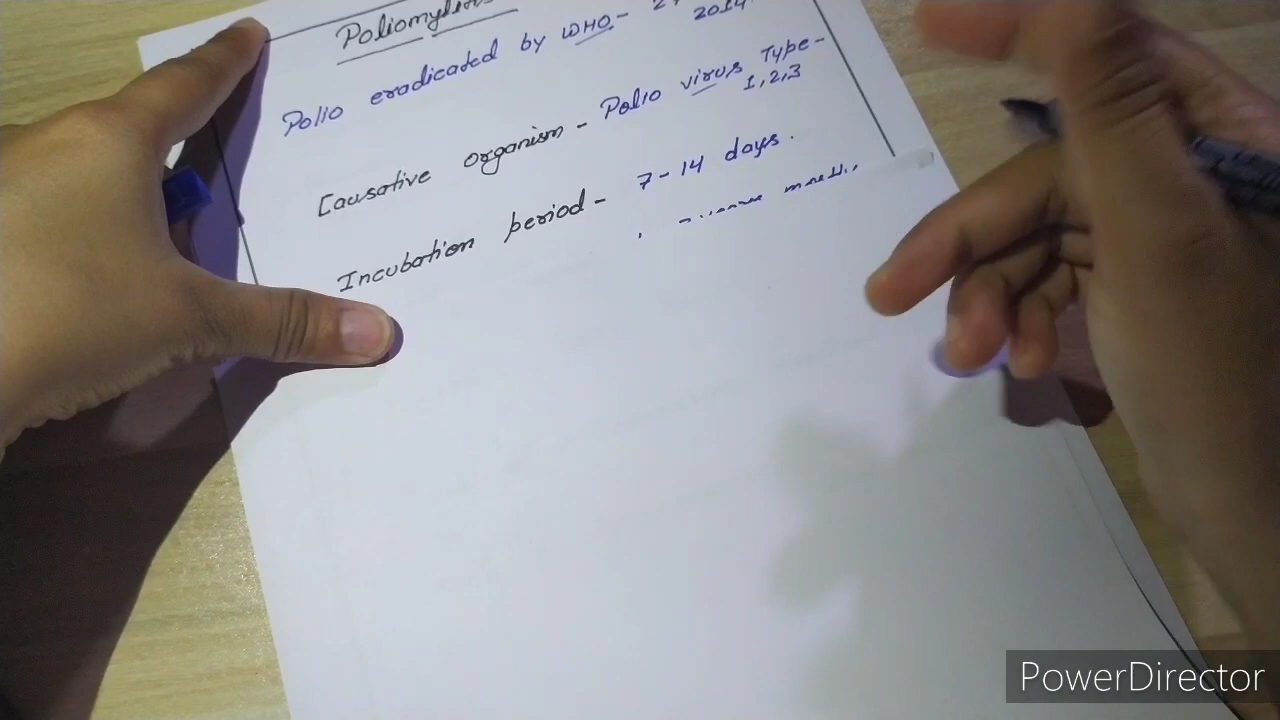 Polio eradicated by WHO -
2014
Causative organism - Polio virus Type -
1, 2, 3
Incubation period - 7-14 days.
PowerDirector